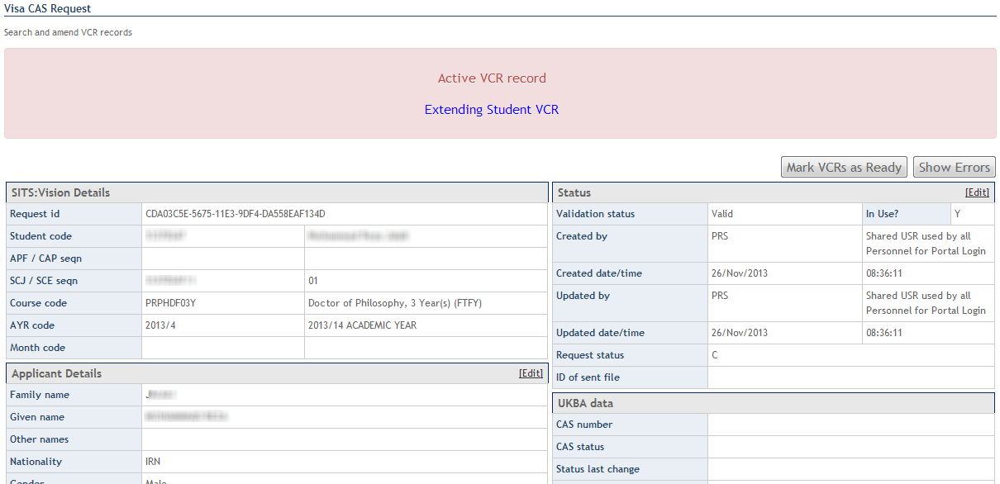 Visa CAS Request
Search and amend VCR records
Active VCR record
Extending Student VCR
Mark VCRs as Ready Show Errors
SITS:Vision Details
Request id CDA03C5E-5675-11E3-9DF4-DA558EAF134D
Student code
APF / CAP seqn
SCJ / SCE seqn 01
Course code PRPHDF03Y Doctor of Philosophy, 3 Year(s) (FTFY)
AYR code 2013/4 2013/14 ACADEMIC YEAR
Month code
Applicant Details [Edit]
Family name
Given name
Other names
Nationality IRN
Gender Male
Status [Edit]
Validation status Valid In Use? Y
Created by PRS Shared USR used by all
Personnel for Portal Login
Created date/time 26/Nov/2013 08:36:11
Updated by PRS Shared USR used by all
Personnel for Portal Login
Updated date/time 26/Nov/2013 08:36:11
Request status C
ID of sent file
UKBA data
CAS number
CAS status
Status last change